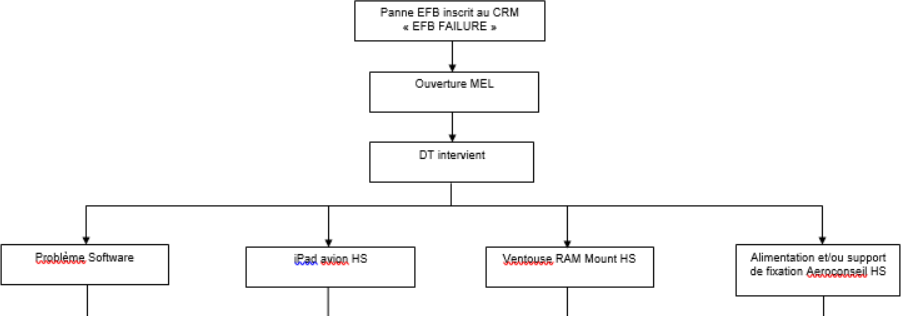 Panne EFB inscrit au CRM
« EFB FAILURE »
Ouverture MEL
DT intervient
Problème Software
iPad avion HS
Ventouse RAM Mount HS
Alimentation et/ou support
de fixation Aeroconseil HS